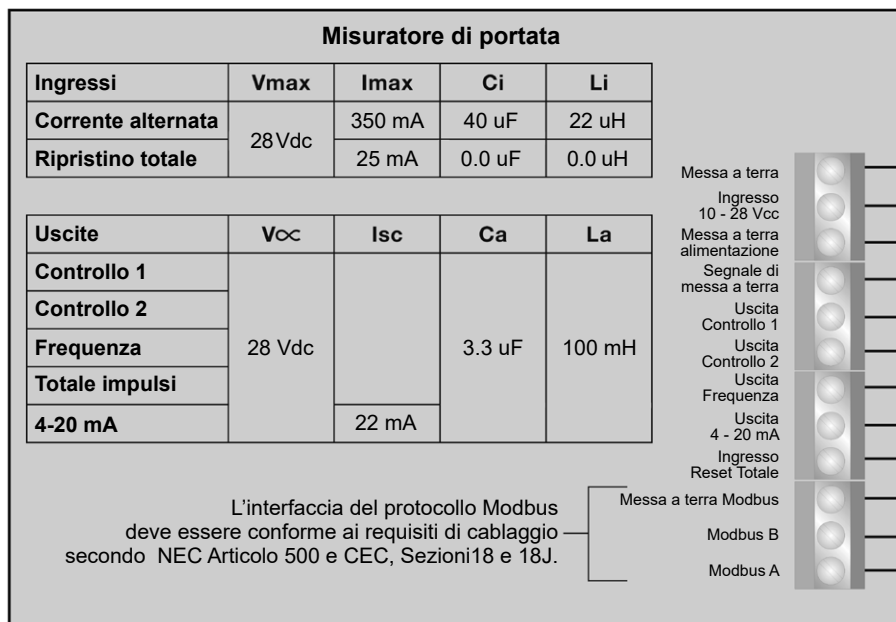 Misuratore di portata
Ingressi Vmax Imax Ci Li
Corrente alternata 28Vdc 350 mA 40 uF 22 uH
Ripristino totale 25 mA 0.0 uF 0.0 uH
Uscite V∝ Isc Ca La
Controllo 1
Controllo 2
Frequenza 28 Vdc 3.3 uF 100 mH
Totale impulsi
4-20 mA 22 mA
Messa a terra
Ingresso
10 - 28 Vcc
Messa a terra
alimentazione
Segnale di
messa a terra
Uscita
Controllo 1
Uscita
Controllo 2
Uscita
Frequenza
Uscita
4 - 20 mA
Ingresso
Reset Totale
Messa a terra Modbus
Modbus B
Modbus A
L'interfaccia del protocollo Modbus
deve essere conforme ai requisiti di cablaggio
secondo NEC Articolo 500 e CEC, Sezioni18 e 18J.